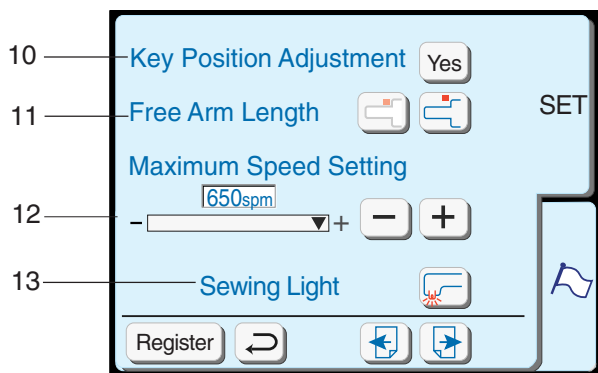 10 Key Position Adjustment Yes
11 Free Arm Length
SET
Maximum Speed Setting
650spm
12 - +  − +
13 Sewing Light
Register